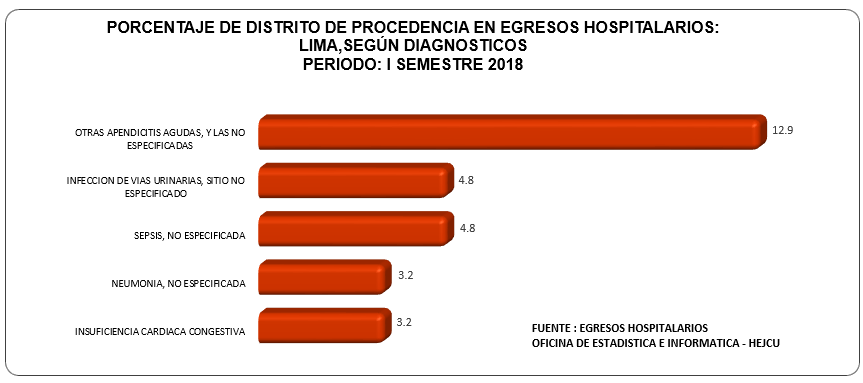 PORCENTAJE DE DISTRITO DE PROCEDENCIA EN EGRESOS HOSPITALARIOS:
LIMA,SEGÚN DIAGNOSTICOS
PERIODO: I SEMESTRE 2018
OTRAS APENDICITIS AGUDAS, Y LAS NO
ESPECIFICADAS
12.9
INFECCION DE VIAS URINARIAS, SITIO NO
ESPECIFICADO
4.8
SEPSIS, NO ESPECIFICADA
4.8
NEUMONIA, NO ESPECIFICADA
3.2
INSUFICIENCIA CARDIACA CONGESTIVA
3.2
FUENTE : EGRESOS HOSPITALARIOS
OFICINA DE ESTADISTICA E INFORMATICA - HEJCU